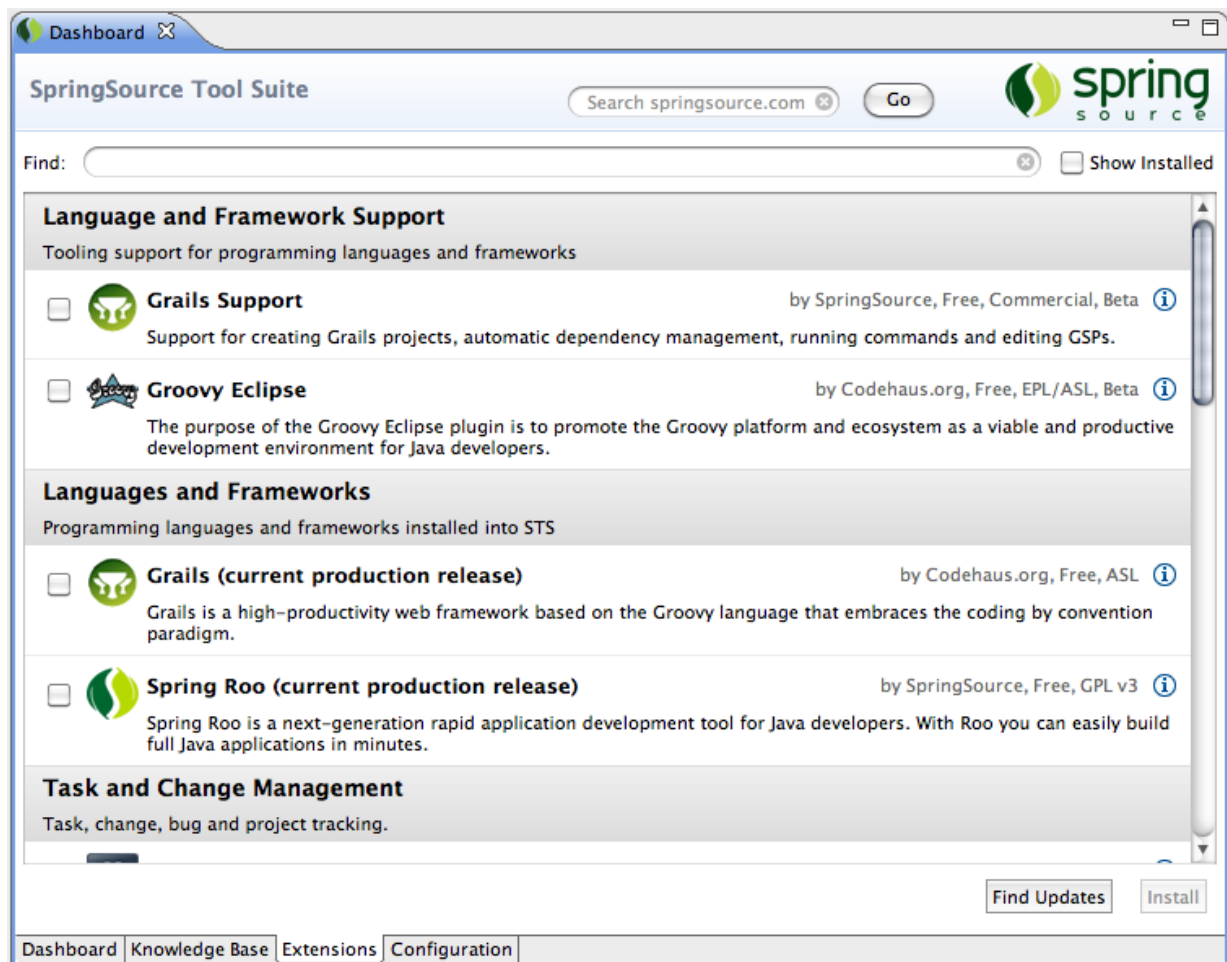 Dashboard
SpringSource Tool Suite
Search springsource.com
Go
spring
source
Find:
Show Installed
Language and Framework Support
Tooling support for programming languages and frameworks
Grails Support
by SpringSource, Free, Commercial, Beta
Support for creating Grails projects, automatic dependency management, running commands and editing GSPs.
Groovy Eclipse
by Codehaus.org, Free, EPL/ASL, Beta
The purpose of the Groovy Eclipse plugin is to promote the Groovy platform and ecosystem as a viable and productive
development environment for Java developers.
Languages and Frameworks
Programming languages and frameworks installed into STS
Grails (current production release)
by Codehaus.org, Free, ASL
Grails is a high-productivity web framework based on the Groovy language that embraces the coding by convention
paradigm.
Spring Roo (current production release)
by SpringSource, Free, GPL v3
Spring Roo is a next-generation rapid application development tool for Java developers. With Roo you can easily build
full Java applications in minutes.
Task and Change Management
Task, change, bug and project tracking.
Find Updates
Install
Dashboard
Knowledge Base
Extensions
Configuration